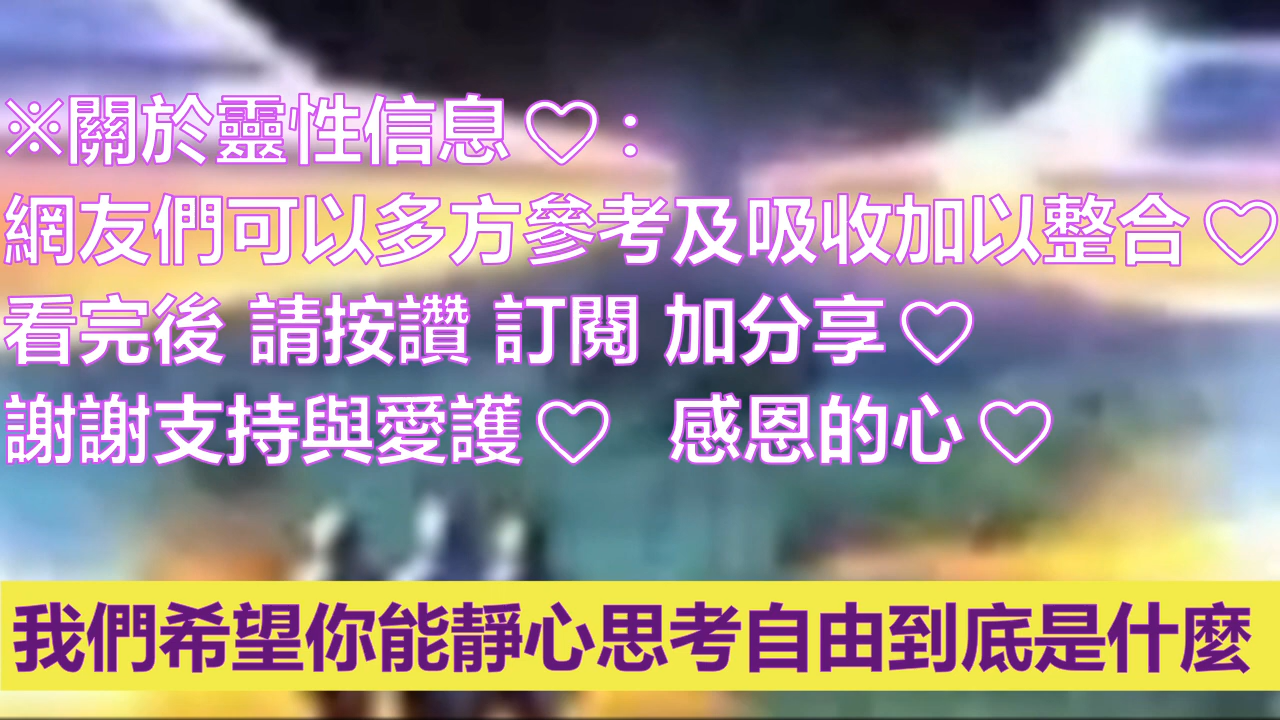 ※關於靈性信息♡:
網友們可以多方參考及吸收加以整合♡
看完後 請按讚 訂閱 加分享♡
謝謝支持與愛護♡ 感恩的心♡
我們希望你能靜心思考自由到底是什麼